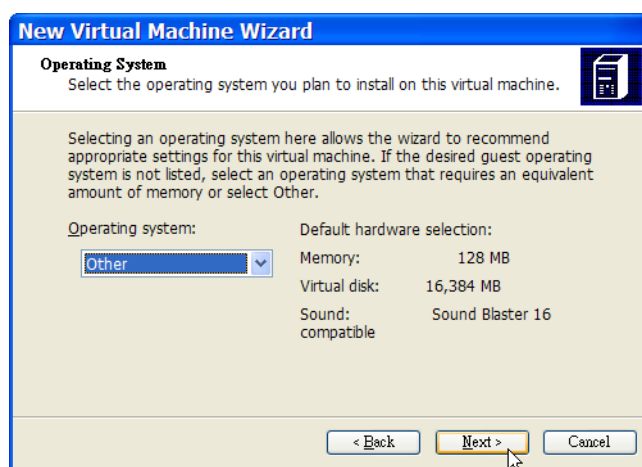 New Virtual Machine Wizard
Operating System
Select the operating system you plan to install on this virtual machine.
Selecting an operating system here allows the wizard to recommend
appropriate settings for this virtual machine. If the desired guest operating
system is not listed, select an operating system that requires an equivalent
amount of memory or select Other.
Operating system:
Other
Default hardware selection:
Memory: 128 MB
Virtual disk: 16,384 MB
Sound: Sound Blaster 16
compatible
< Back Next > Cancel